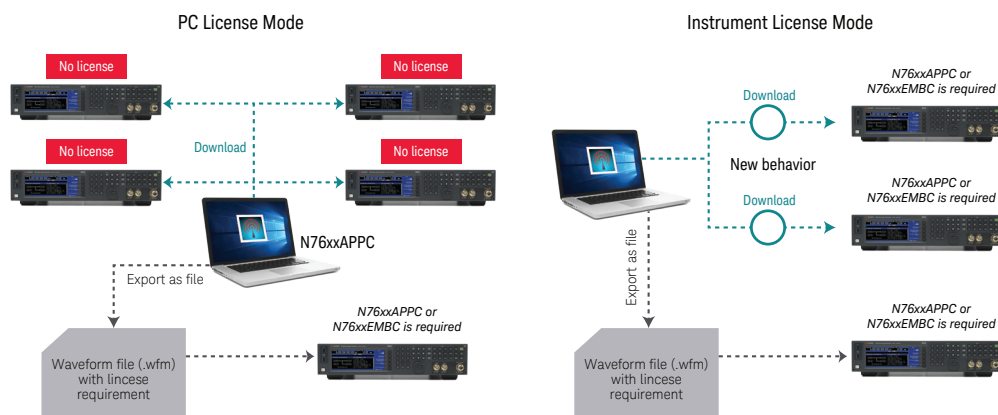 PC License Mode
No license
No license
No license
No license
Download
N76xxAPPC
Export as file
Waveform file (.wfm)
with lincese
requirement
N76xxAPPC or
N76xxEMBC is required
Instrument License Mode
Download
N76xxAPPC or
N76xxEMBC is required
New behavior
Download
N76xxAPPC or
N76xxEMBC is required
Export as file
Waveform file (.wfm)
with lincese
requirement
N76xxAPPC or
N76xxEMBC is required